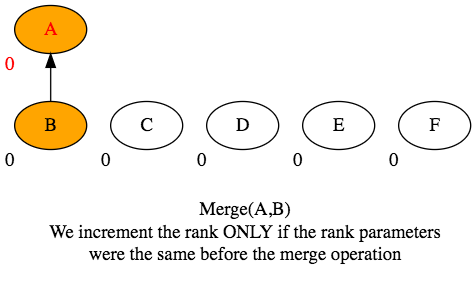 A
0
B C D E F
0 0 0 0 0
Merge(A,B)
We increment the rank ONLY if the rank parameters
were the same before the merge operation